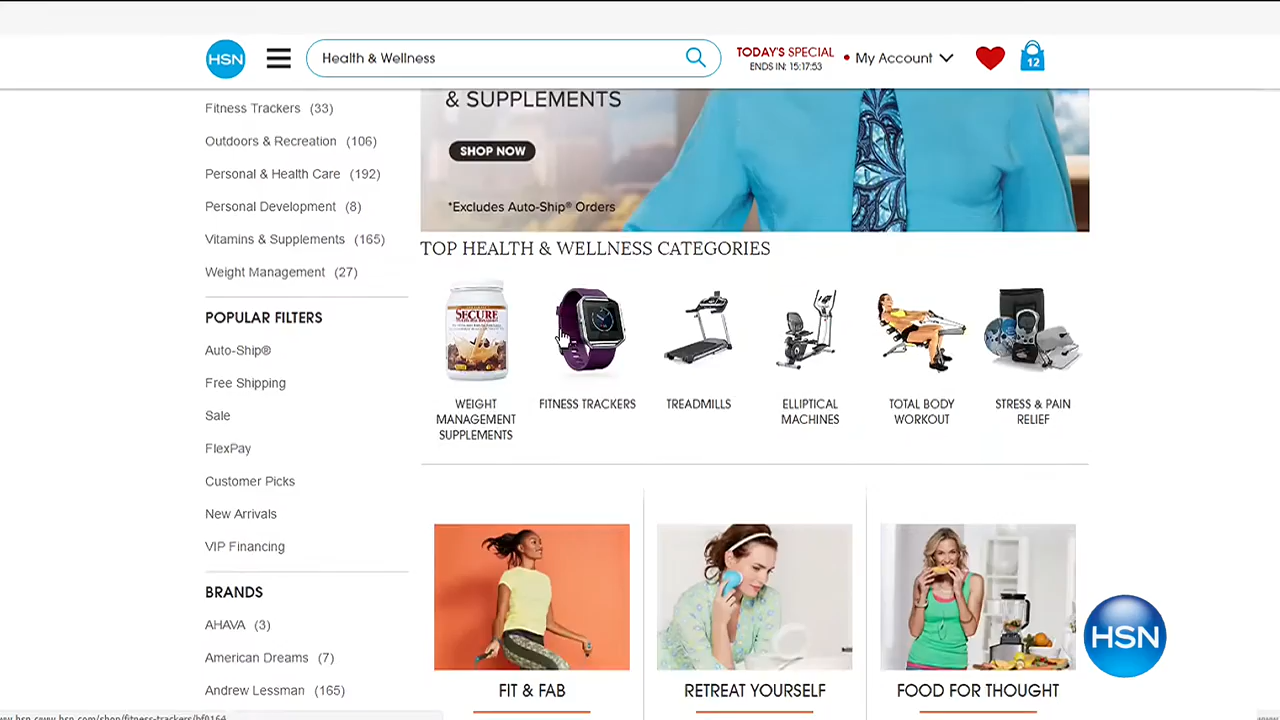 HSN
Health & Wellness
TODAY'S SPECIAL
ENDS IN: 15:17:53
My Account
12
Fitness Trackers (33)
Outdoors & Recreation (106)
Personal & Health Care (192)
Personal Development (8)
Vitamins & Supplements (165)
Weight Management (27)
POPULAR FILTERS
Auto-Ship®
Free Shipping
Sale
FlexPay
Customer Picks
New Arrivals
VIP Financing
BRANDS
AHAVA (3)
American Dreams (7)
Andrew Lessman (165)
& SUPPLEMENTS
SHOP NOW
*Excludes Auto-Ship® Orders
TOP HEALTH & WELLNESS CATEGORIES
SECURE
WEIGHT
MANAGEMENT
SUPPLEMENTS
FITNESS TRACKERS
TREADMILLS
ELLIPTICAL
MACHINES
TOTAL BODY
WORKOUT
STRESS & PAIN
RELIEF
FIT & FAB
RETREAT YOURSELF
FOOD FOR THOUGHT
HSN